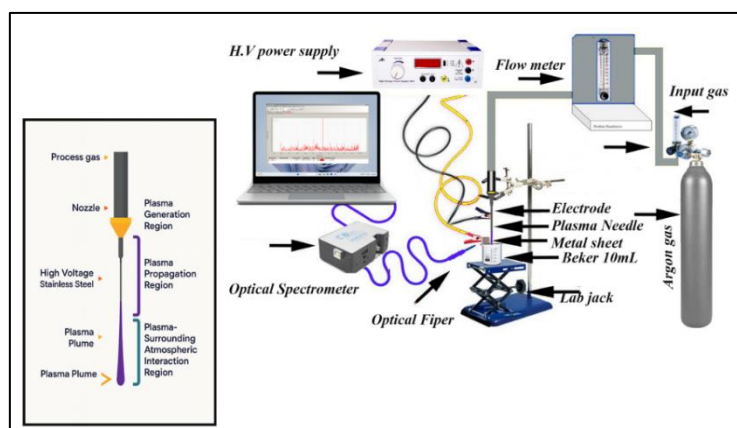 Process gas
Nozzle
High Voltage
Stainless Steel
Plasma
Plume
Plasma Plume
Plasma
Generation
Region
Plasma
Propagation
Region
Plasma-
Surrounding
Atmospheric
Interaction
Region
H.V power supply
Flow meter
Input gas
Electrode
Plasma Needle
Metal sheet
Beker 10mL
Lab jack
Argon gas
Optical Spectrometer
Optical Fiper